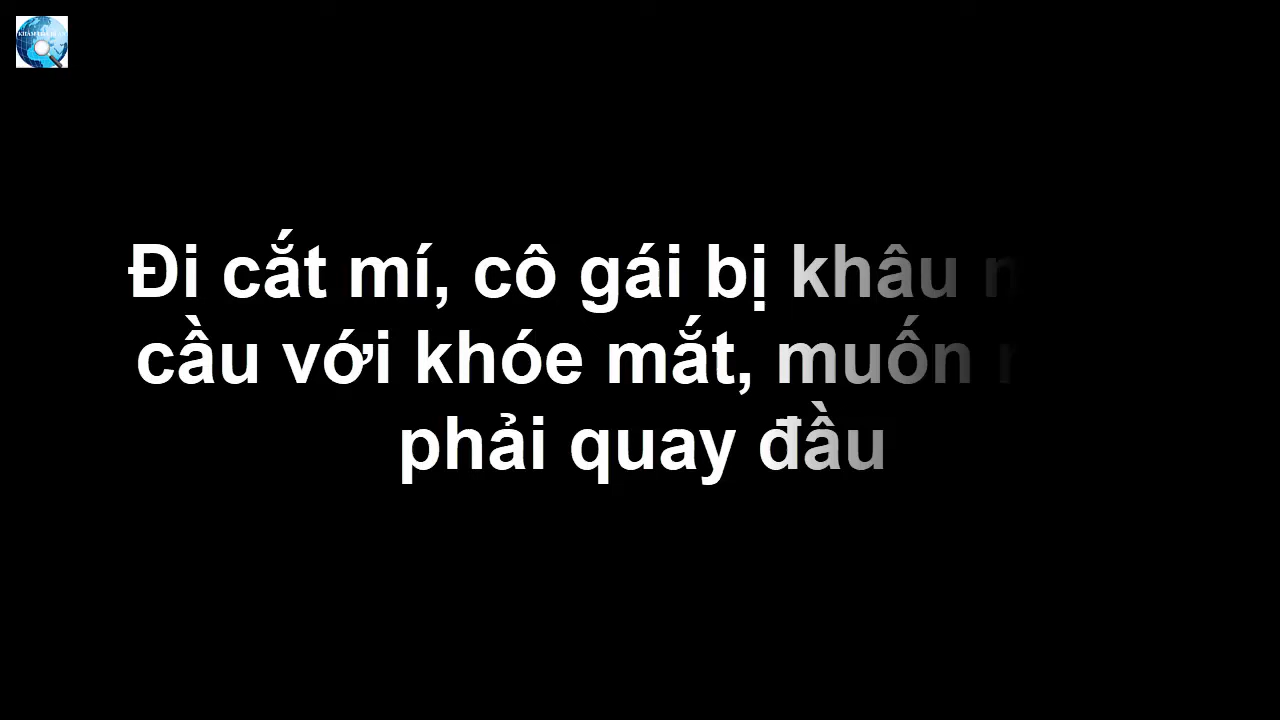 Đi cắt mí, cô gái bị khâu
cầu với khóe mắt, muốn
phải quay đầu